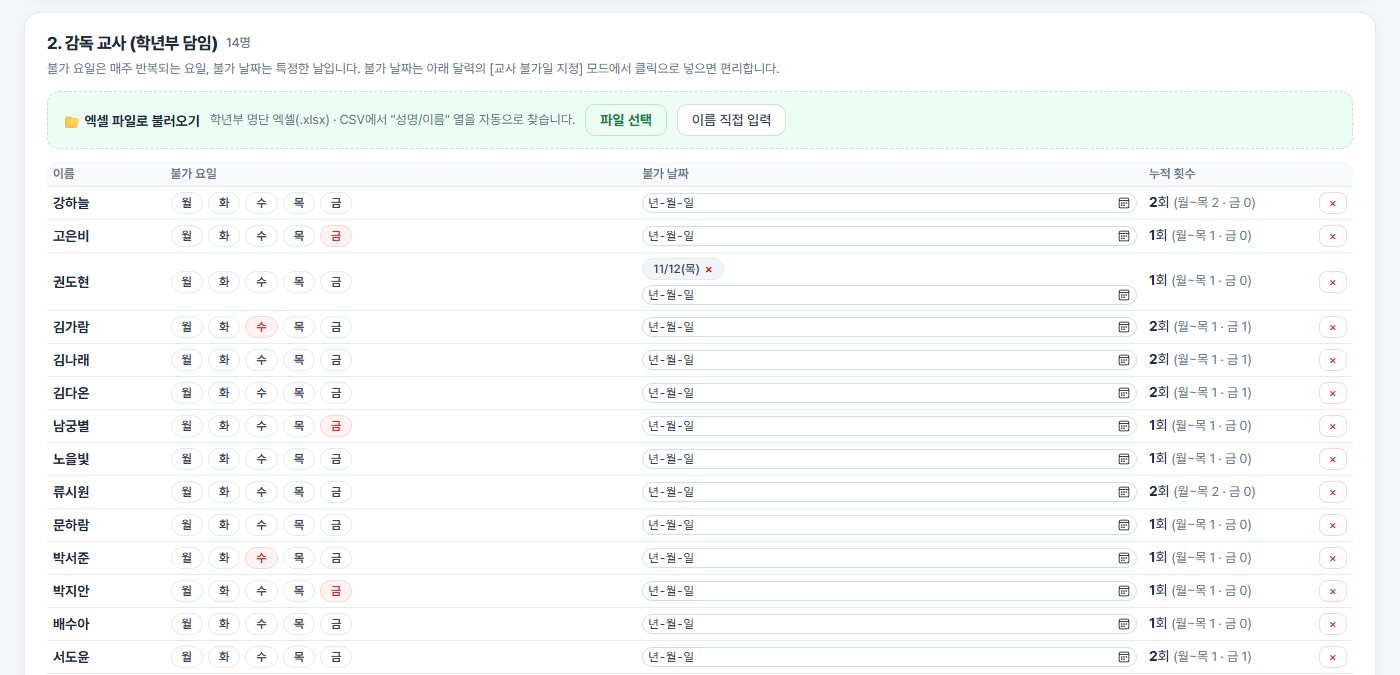 2. 감독 교사 (학년부 담임) 14명
불가 요일은 매주 반복되는 요일, 불가 날짜는 특정한 날입니다. 불가 날짜는 아래 달력의 [교사 불가일 지정] 모드에서 클릭으로 넣으면 편리합니다.
엑셀 파일로 불러오기 학년부 명단 엑셀(.xlsx) · CSV에서 "성명/이름" 열을 자동으로 찾습니다. 파일 선택 이름 직접 입력
이름 불가 요일 불가 날짜 누적 횟수
강하늘 월 화 수 목 금 년-월-일 2회 (월~목 2 · 금 0) ×
고은비 월 화 수 목 금 년-월-일 1회 (월~목 1 · 금 0) ×
11/12(목) ×
권도현 월 화 수 목 금 년-월-일 1회 (월~목 1 · 금 0) ×
김가람 월 화 수 목 금 년-월-일 2회 (월~목 1 · 금 1) ×
김나래 월 화 수 목 금 년-월-일 2회 (월~목 1 · 금 1) ×
김다온 월 화 수 목 금 년-월-일 2회 (월~목 1 · 금 1) ×
남궁별 월 화 수 목 금 년-월-일 1회 (월~목 1 · 금 0) ×
노을빛 월 화 수 목 금 년-월-일 1회 (월~목 1 · 금 0) ×
류시원 월 화 수 목 금 년-월-일 2회 (월~목 2 · 금 0) ×
문하람 월 화 수 목 금 년-월-일 1회 (월~목 1 · 금 0) ×
박서준 월 화 수 목 금 년-월-일 1회 (월~목 1 · 금 0) ×
박지안 월 화 수 목 금 년-월-일 1회 (월~목 1 · 금 0) ×
배수아 월 화 수 목 금 년-월-일 1회 (월~목 1 · 금 0) ×
서도윤 월 화 수 목 금 년-월-일 2회 (월~목 1 · 금 1) ×